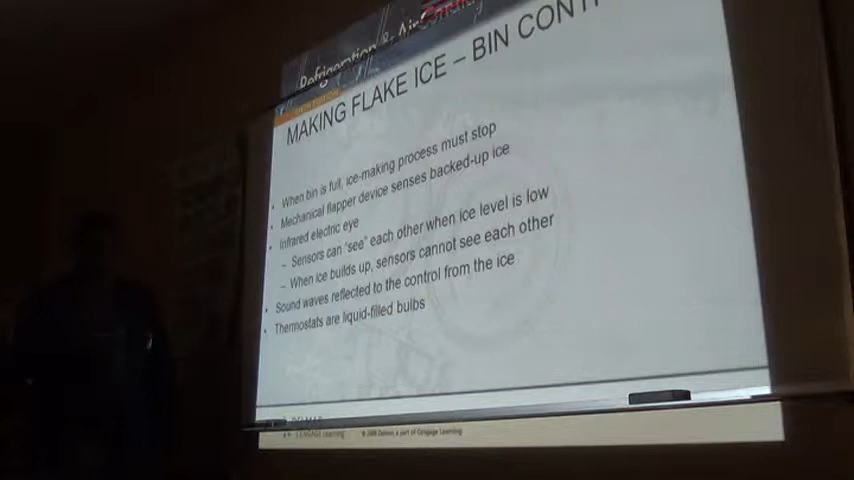 Refrigeration & Air
MAKING FLAKE ICE – BIN CONT
• When bin is full, ice-making process must stop
• Mechanical flapper device senses backed-up ice
• Infrared electric eye
– Sensors can "see" each other when ice level is low
– When ice builds up, sensors cannot see each other
• Sound waves reflected to the control from the ice
• Thermostats are liquid-filled bulbs
CENGAGE Learning
© 2009 Delmar, a part of Cengage Learning